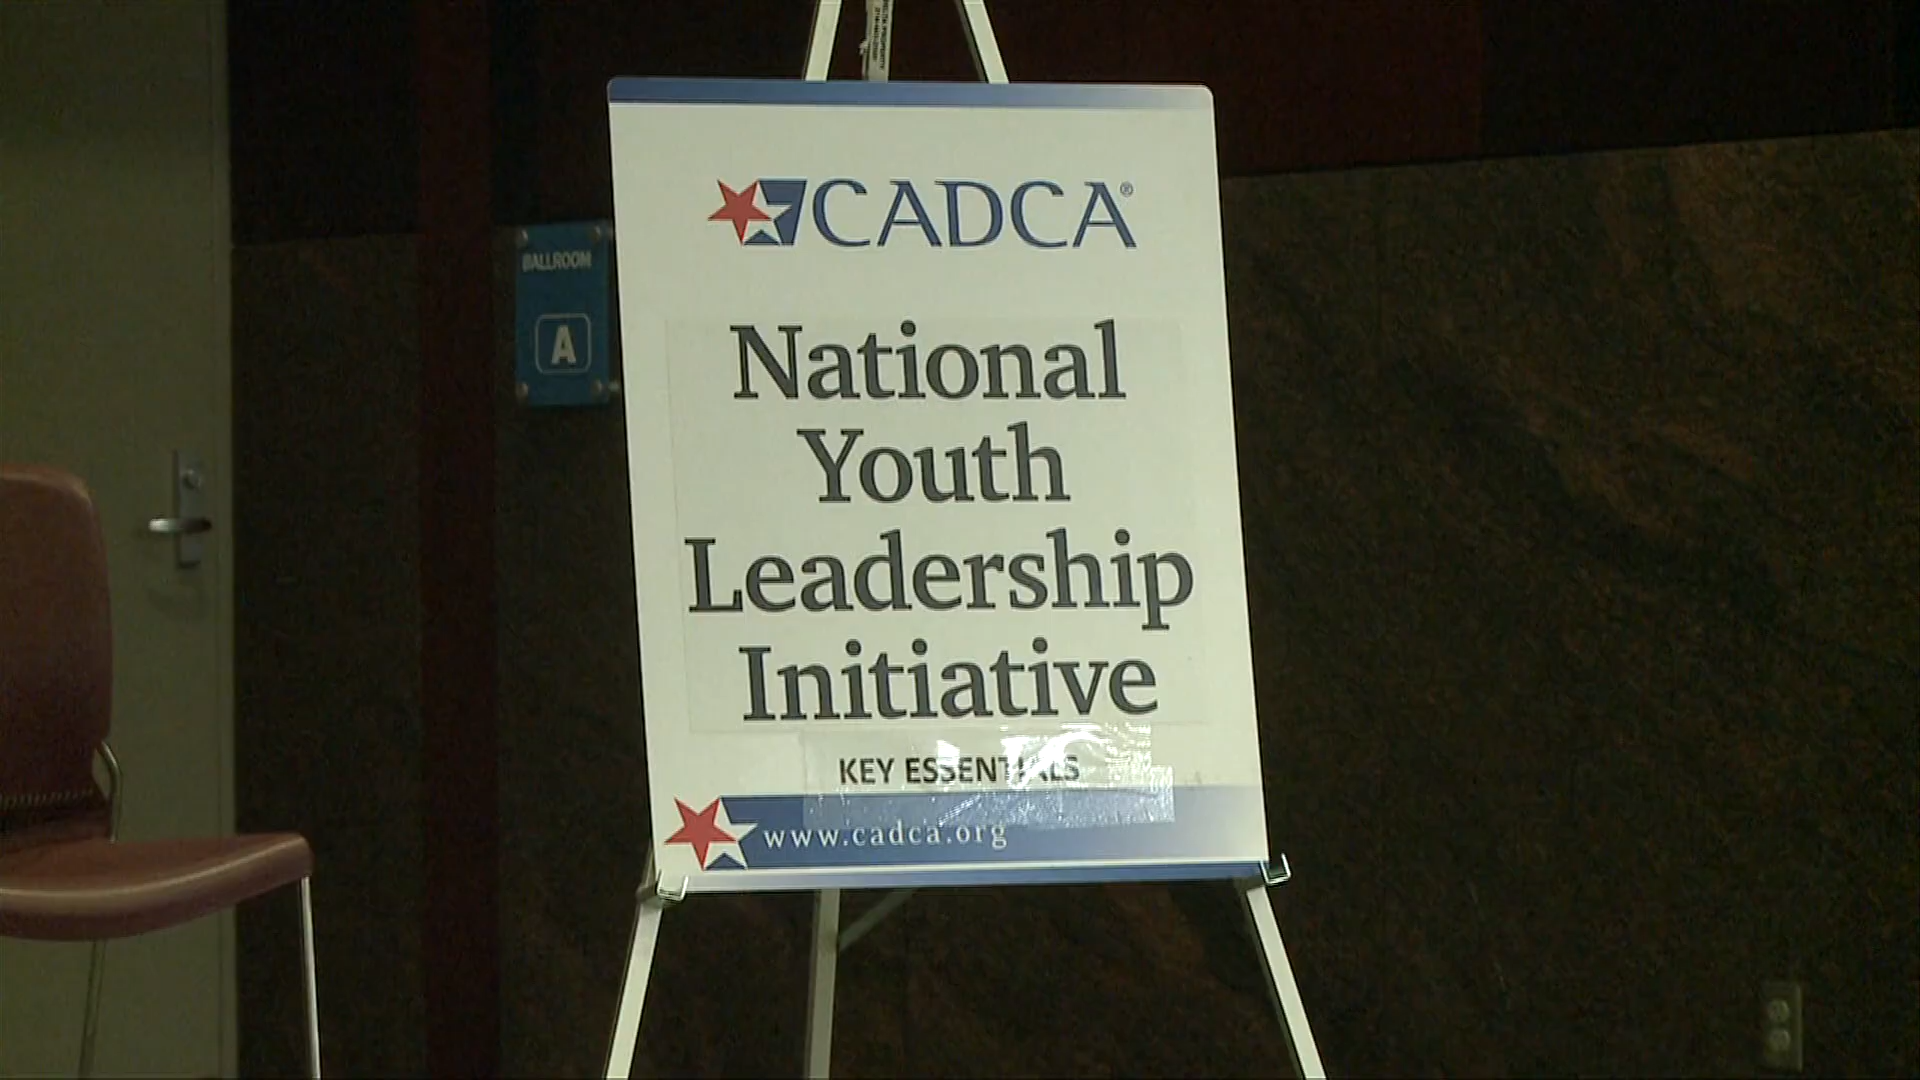 CADCA®
BALLROOM
A
National
Youth
Leadership
Initiative
KEY ESSENTIALS
www.cadca.org